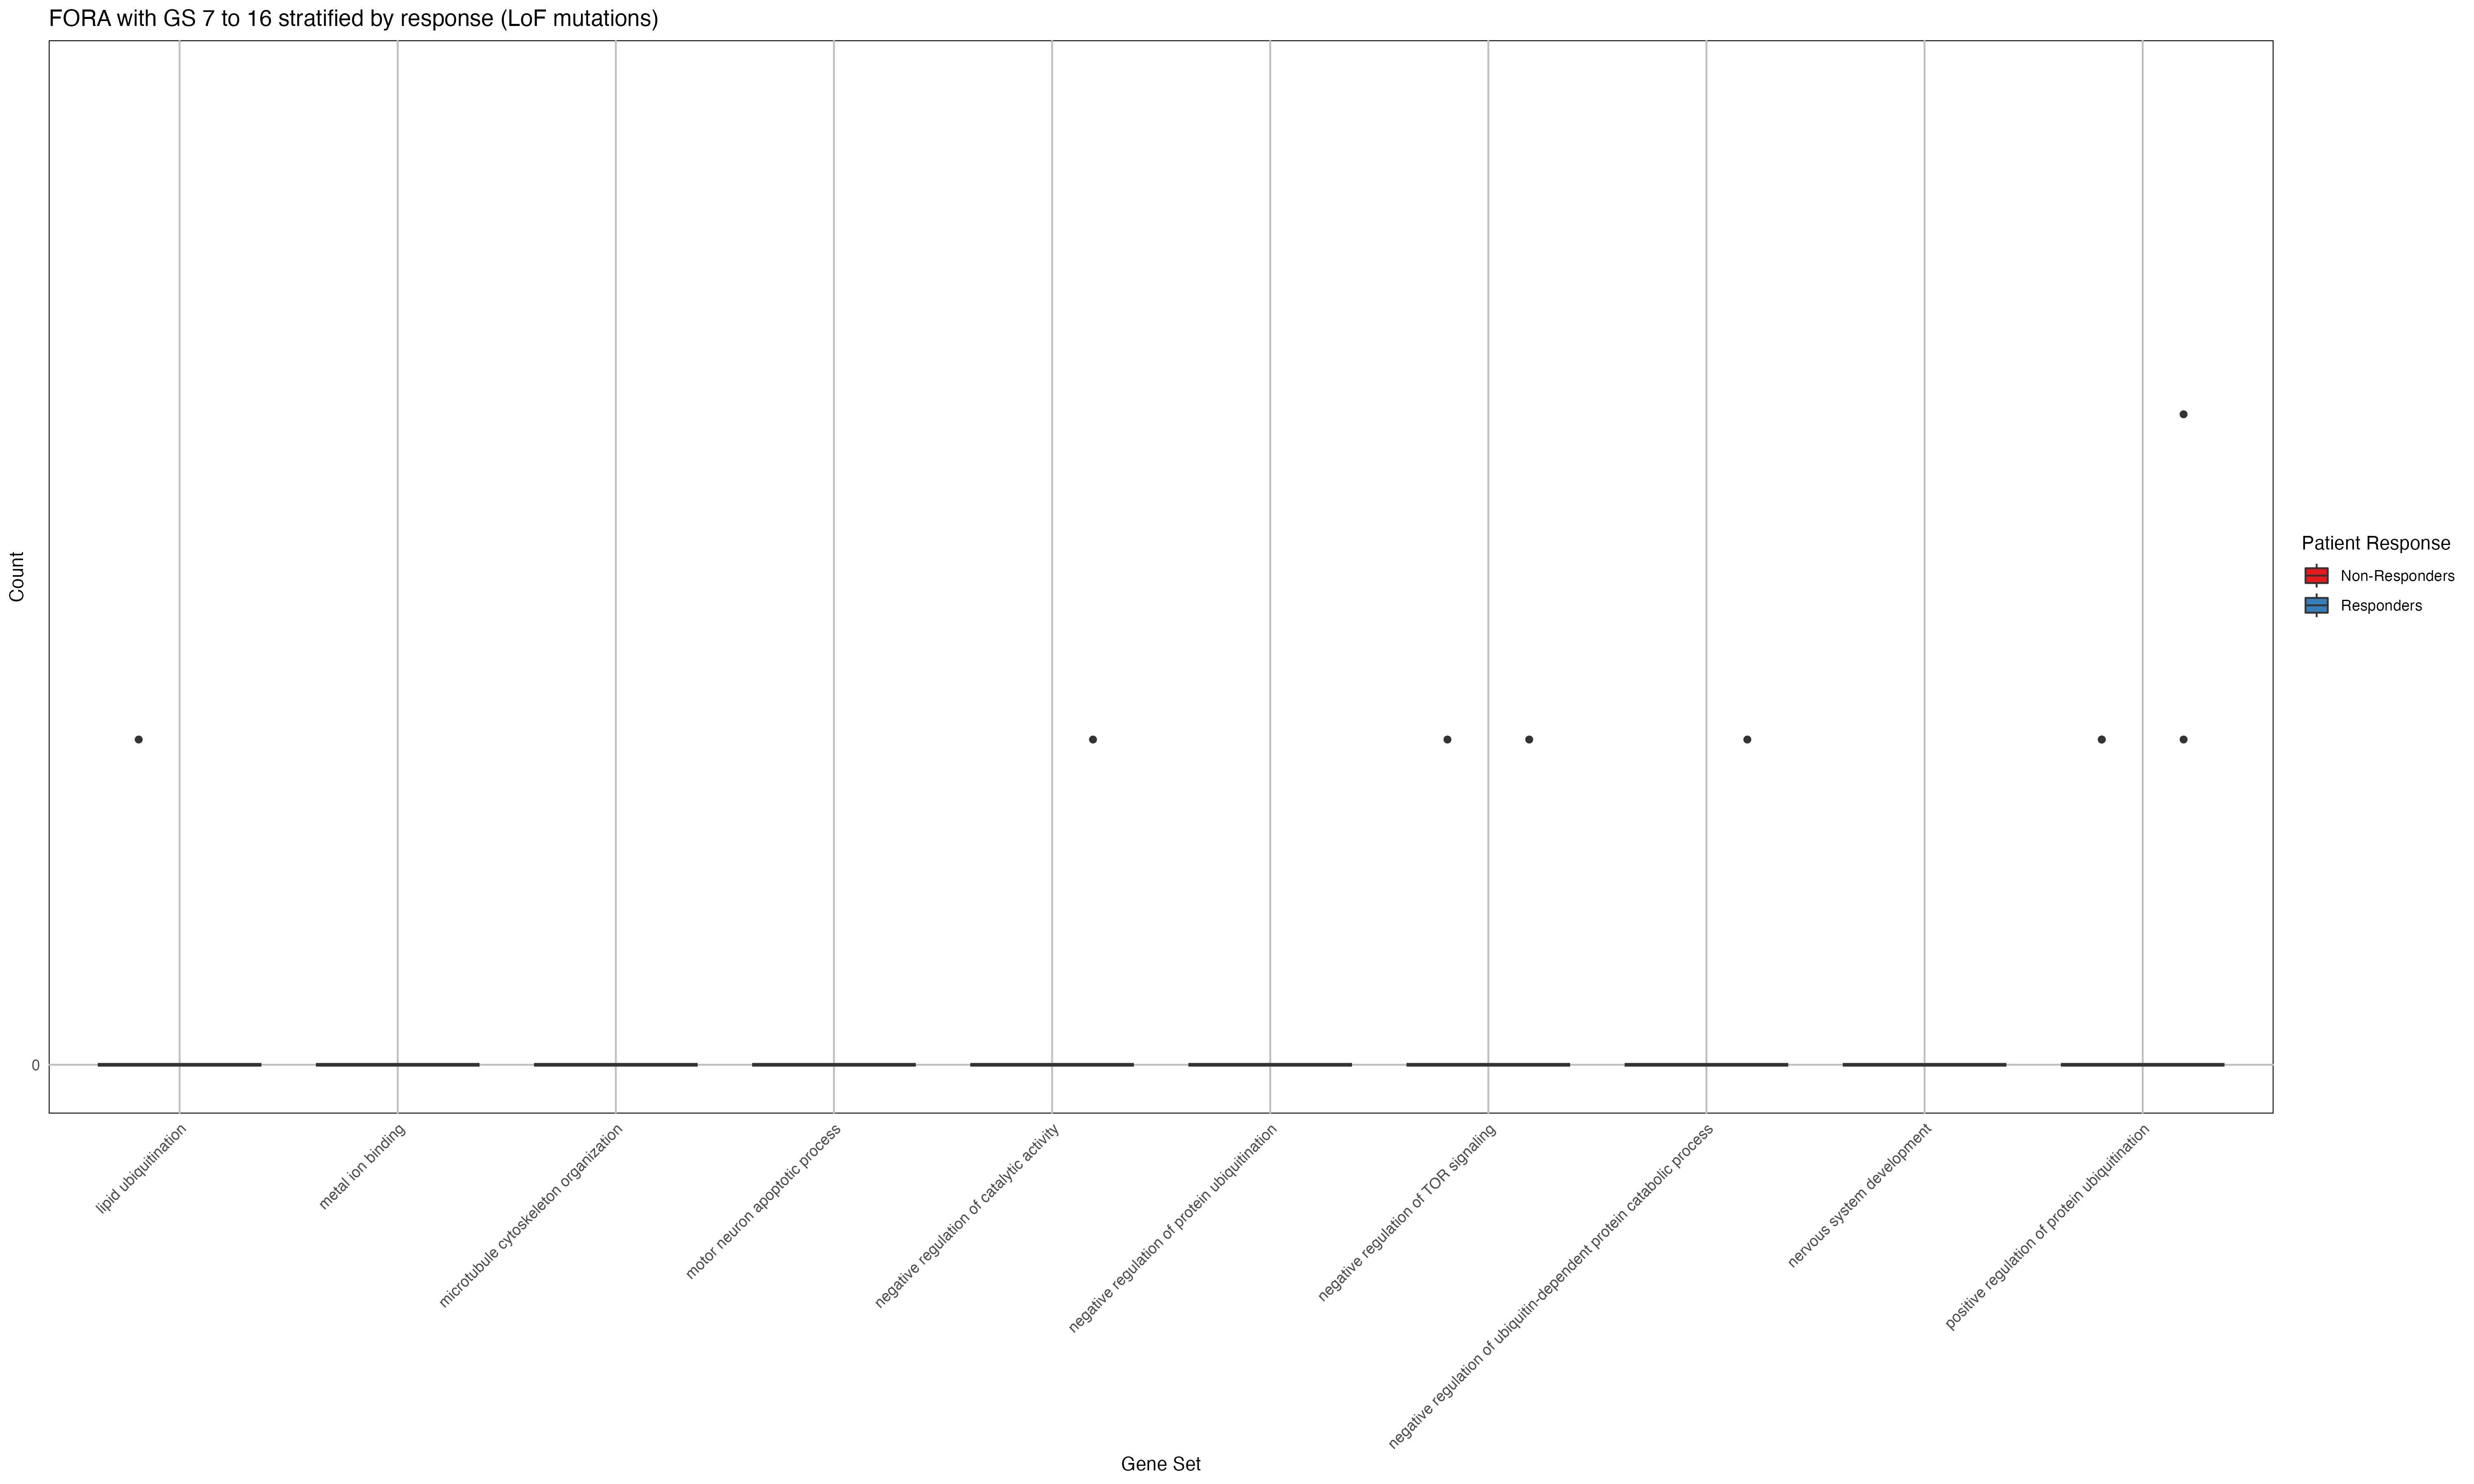 FORA with GS 7 to 16 stratified by response (LoF mutations)
Count
0
Patient Response
Non-Responders
Responders
lipid ubiquitination
metal ion binding
microtubule cytoskeleton organization
motor neuron apoptotic process
negative regulation of catalytic activity
negative regulation of protein ubiquitination
negative regulation of TOR signaling
negative regulation of ubiquitin-dependent protein catabolic process
nervous system development
positive regulation of protein ubiquitination
Gene Set